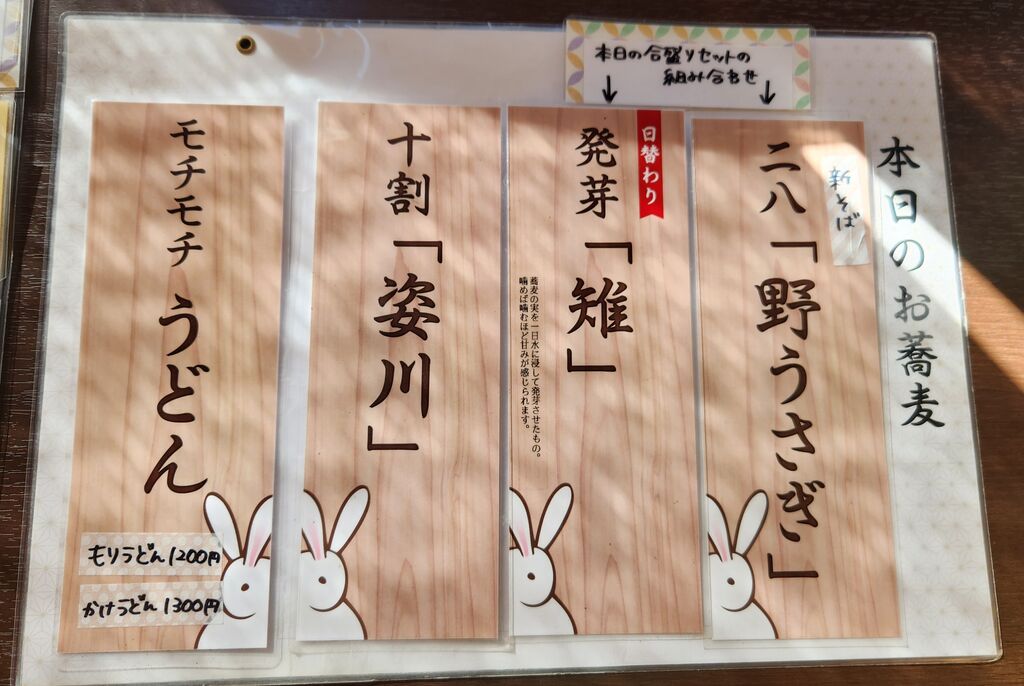 本日のお蕎麦
本日の合盛りセットの
組み合わせ
↓ ↓
新そば
二八「野うさぎ」
日替わり
発芽「雉」
蕎麦の実を一日水に浸して発芽させたもの。
噛めば噛むほど甘みが感じられます。
十割「姿川」
モチモチ うどん
もりうどん 1200円
かけうどん 1300円